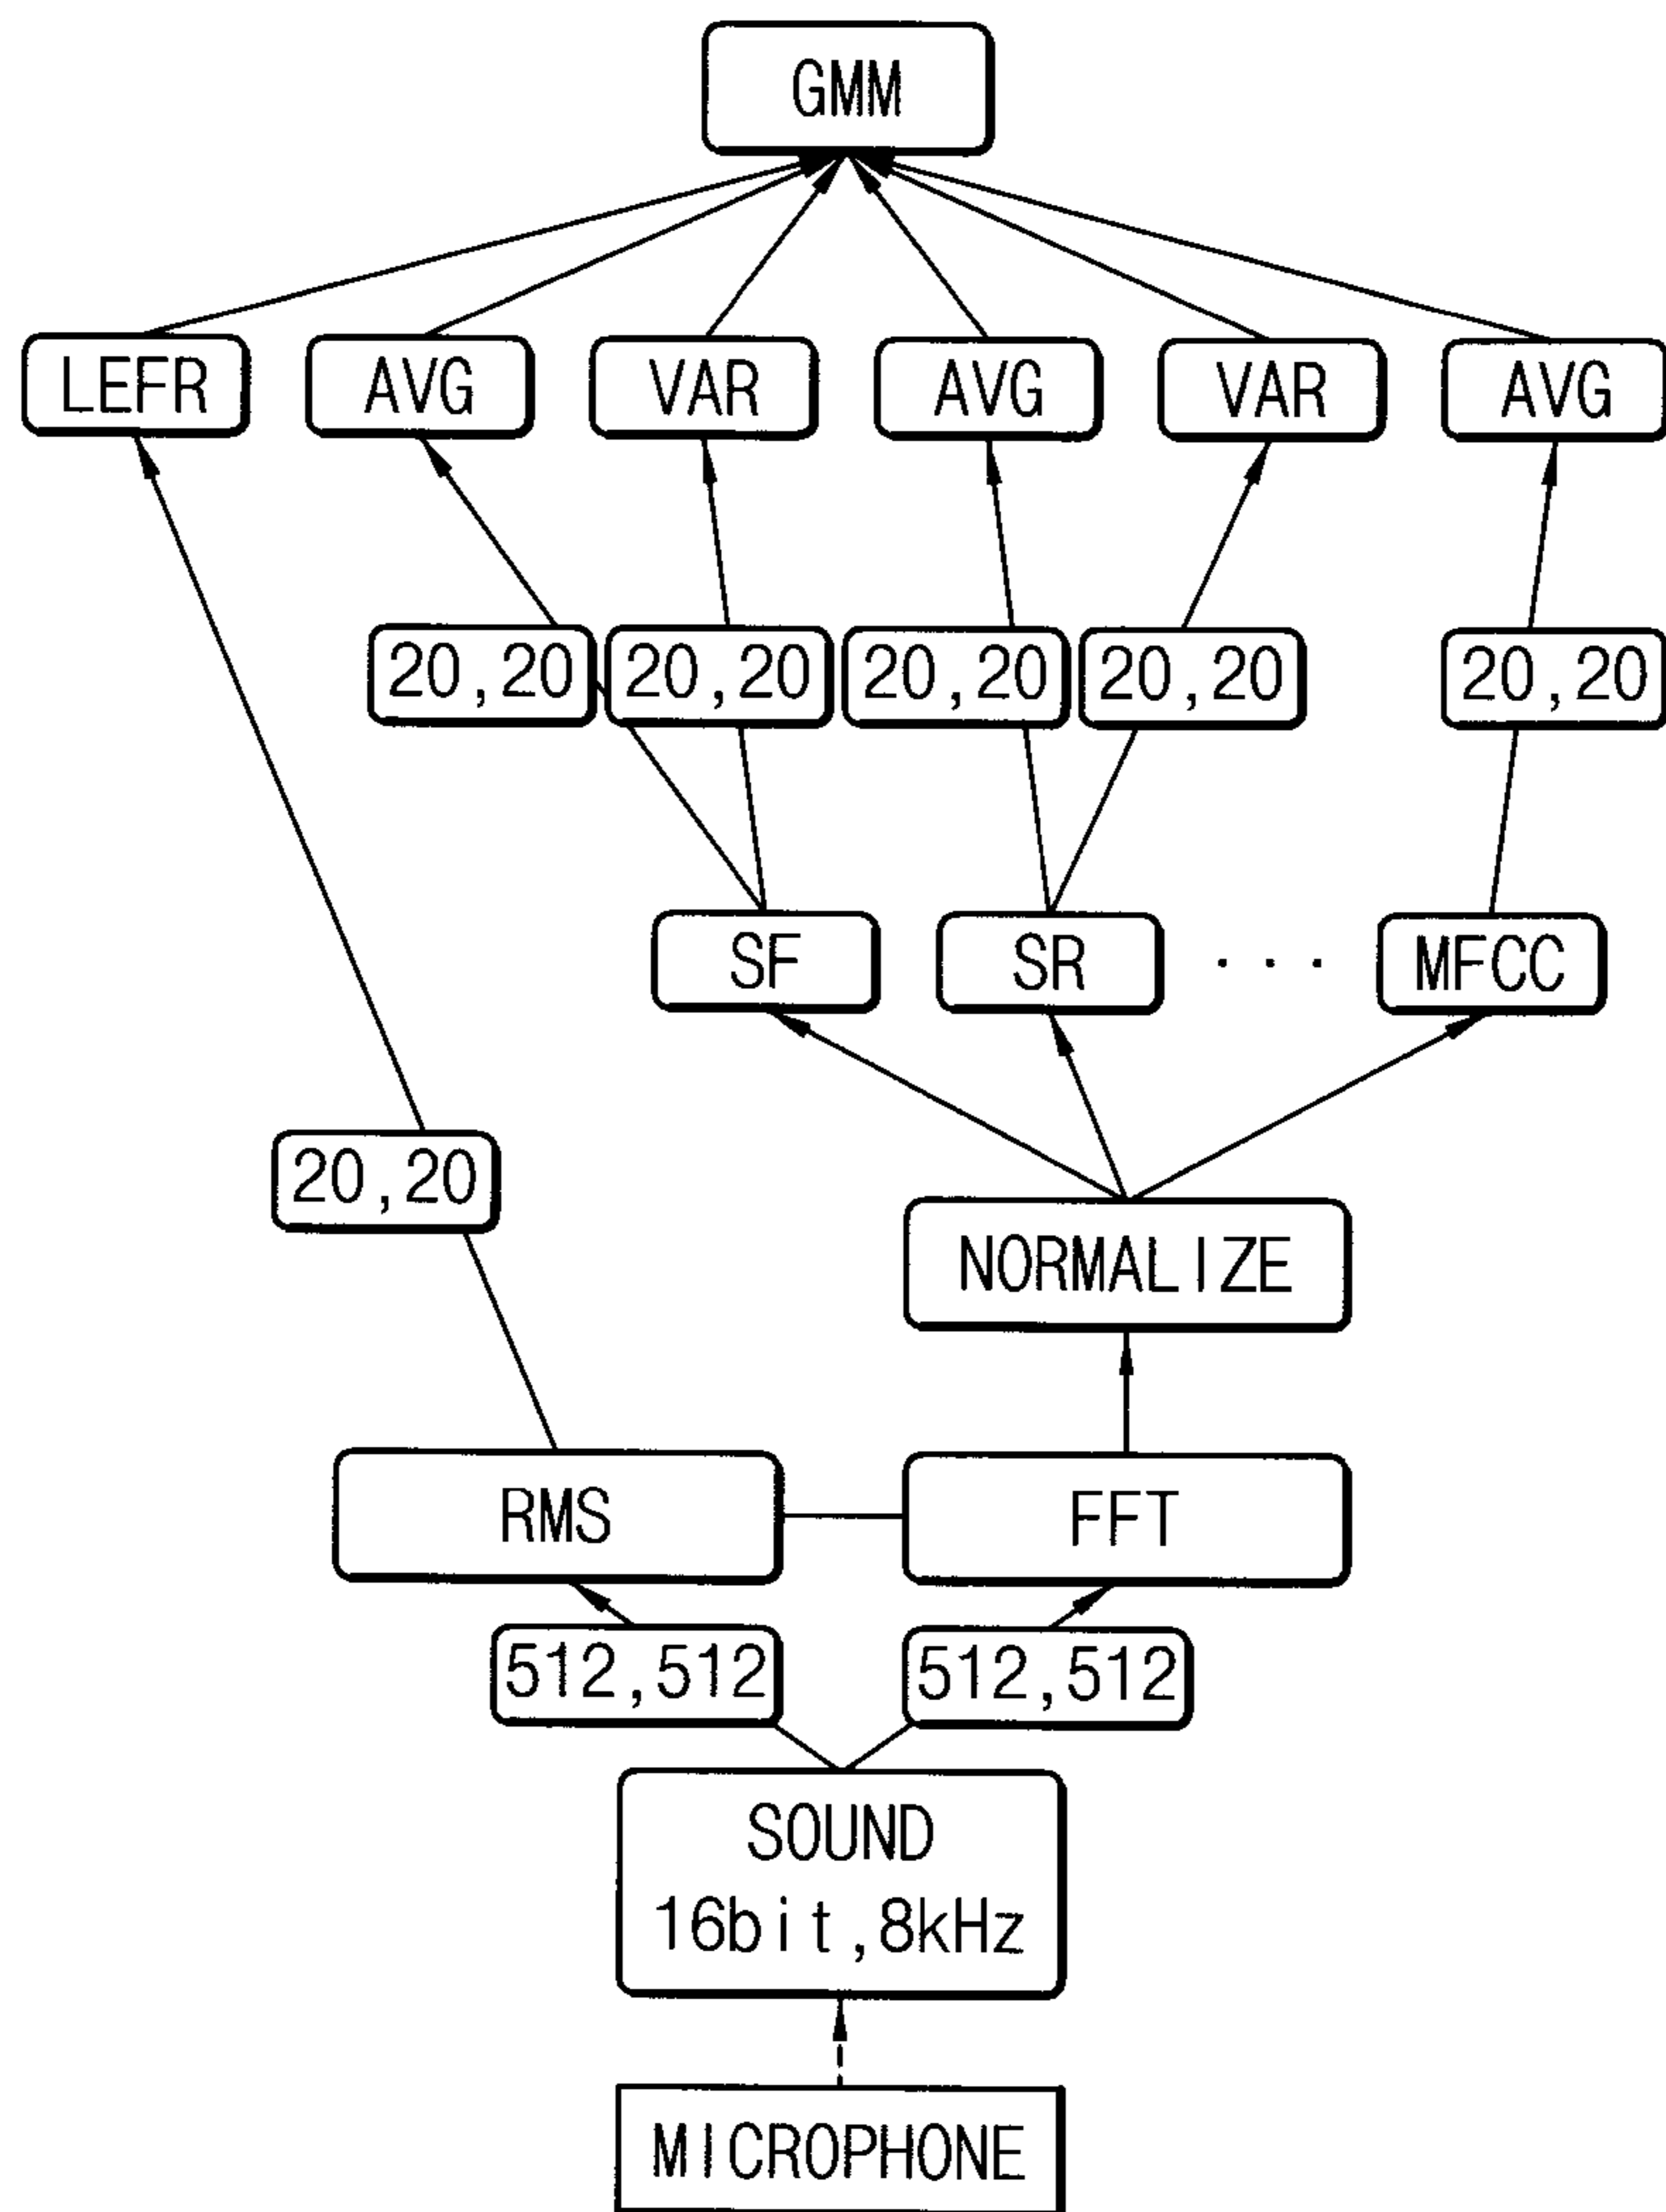 GMM
LEFR
AVG
VAR
AVG
VAR
AVG
20,20
20,20
20,20
20,20
20,20
SF
SR
. . .
MFCC
20,20
NORMALIZE
RMS
FFT
512,512
512,512
SOUND
16bit,8kHz
MICROPHONE